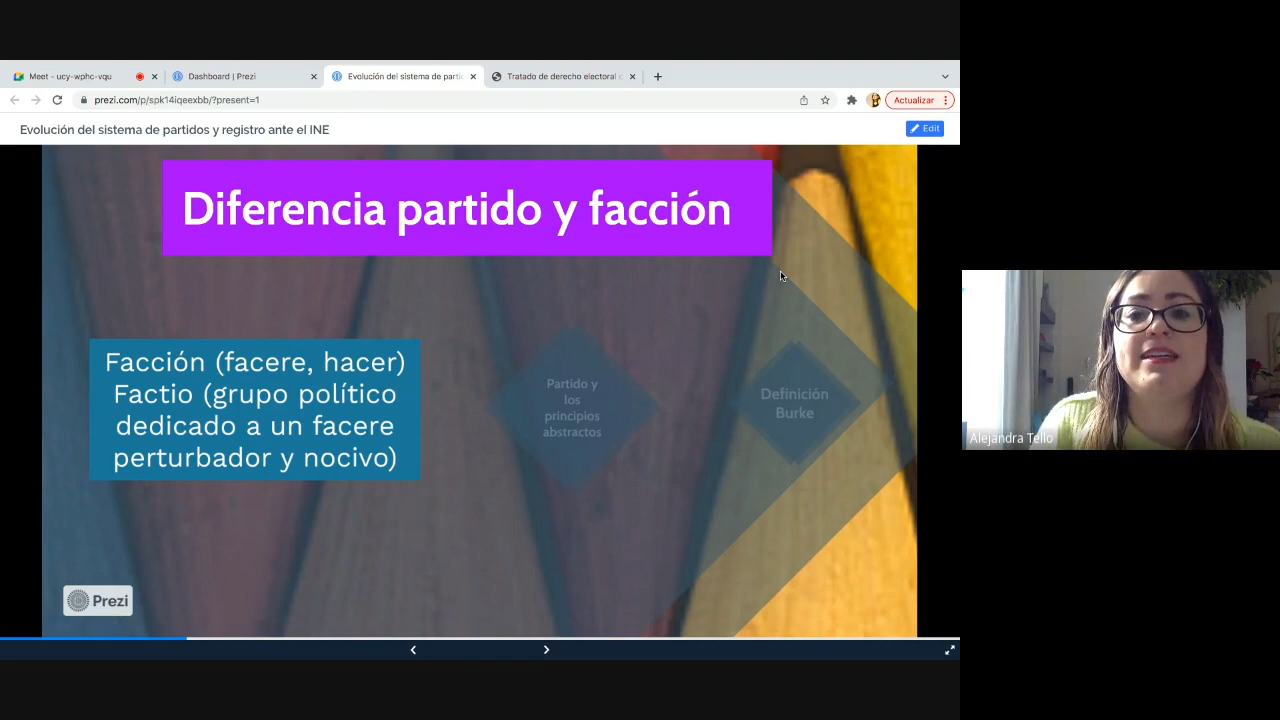 Meet - ucy-wphc-vqu
Dashboard | Prezi
Evolución del sistema de parti
Tratado de derecho electoral c
prezi.com/p/spk14iqeexbb/?present=1
Actualizar
Evolución del sistema de partidos y registro ante el INE
Edit
Diferencia partido y facción
Facción (facere, hacer)
Factio (grupo político
dedicado a un facere
perturbador y nocivo)
Partido y
los
principios
abstractos
Definición
Burke
Prezi
Alejandra Tello